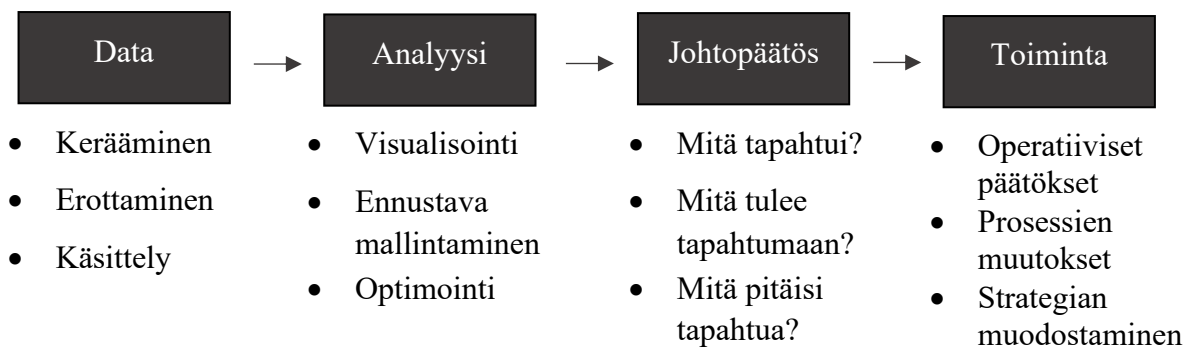 Data
Analyysi
Johtopäätös
Toiminta
• Kerääminen
• Erottaminen
• Käsittely
• Visualisointi
• Ennustava
mallintaminen
• Optimointi
• Mitä tapahtui?
• Mitä tulee
tapahtumaan?
• Mitä pitäisi
tapahtua?
• Operatiiviset
päätökset
• Prosessien
muutokset
• Strategian
muodostaminen